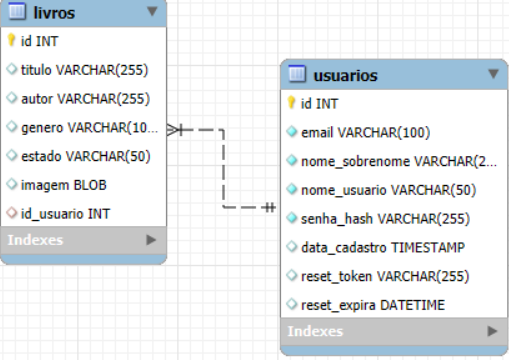 livros
id INT
titulo VARCHAR(255)
autor VARCHAR(255)
genero VARCHAR(10...
estado VARCHAR(50)
imagem BLOB
id_usuario INT
Indexes
usuarios
id INT
email VARCHAR(100)
nome_sobrenome VARCHAR(2...
nome_usuario VARCHAR(50)
senha_hash VARCHAR(255)
data_cadastro TIMESTAMP
reset_token VARCHAR(255)
reset_expira DATETIME
Indexes